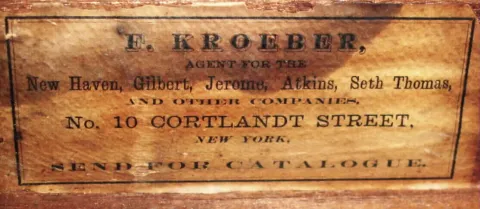 F. KROEBER,
AGENT FOR THE
New Haven, Gilbert, Jerome, Atkins, Seth Thomas,
AND OTHER COMPANIES,
No. 10 CORTLANDT STREET,
NEW YORK.
SEND FOR CATALOGUE.